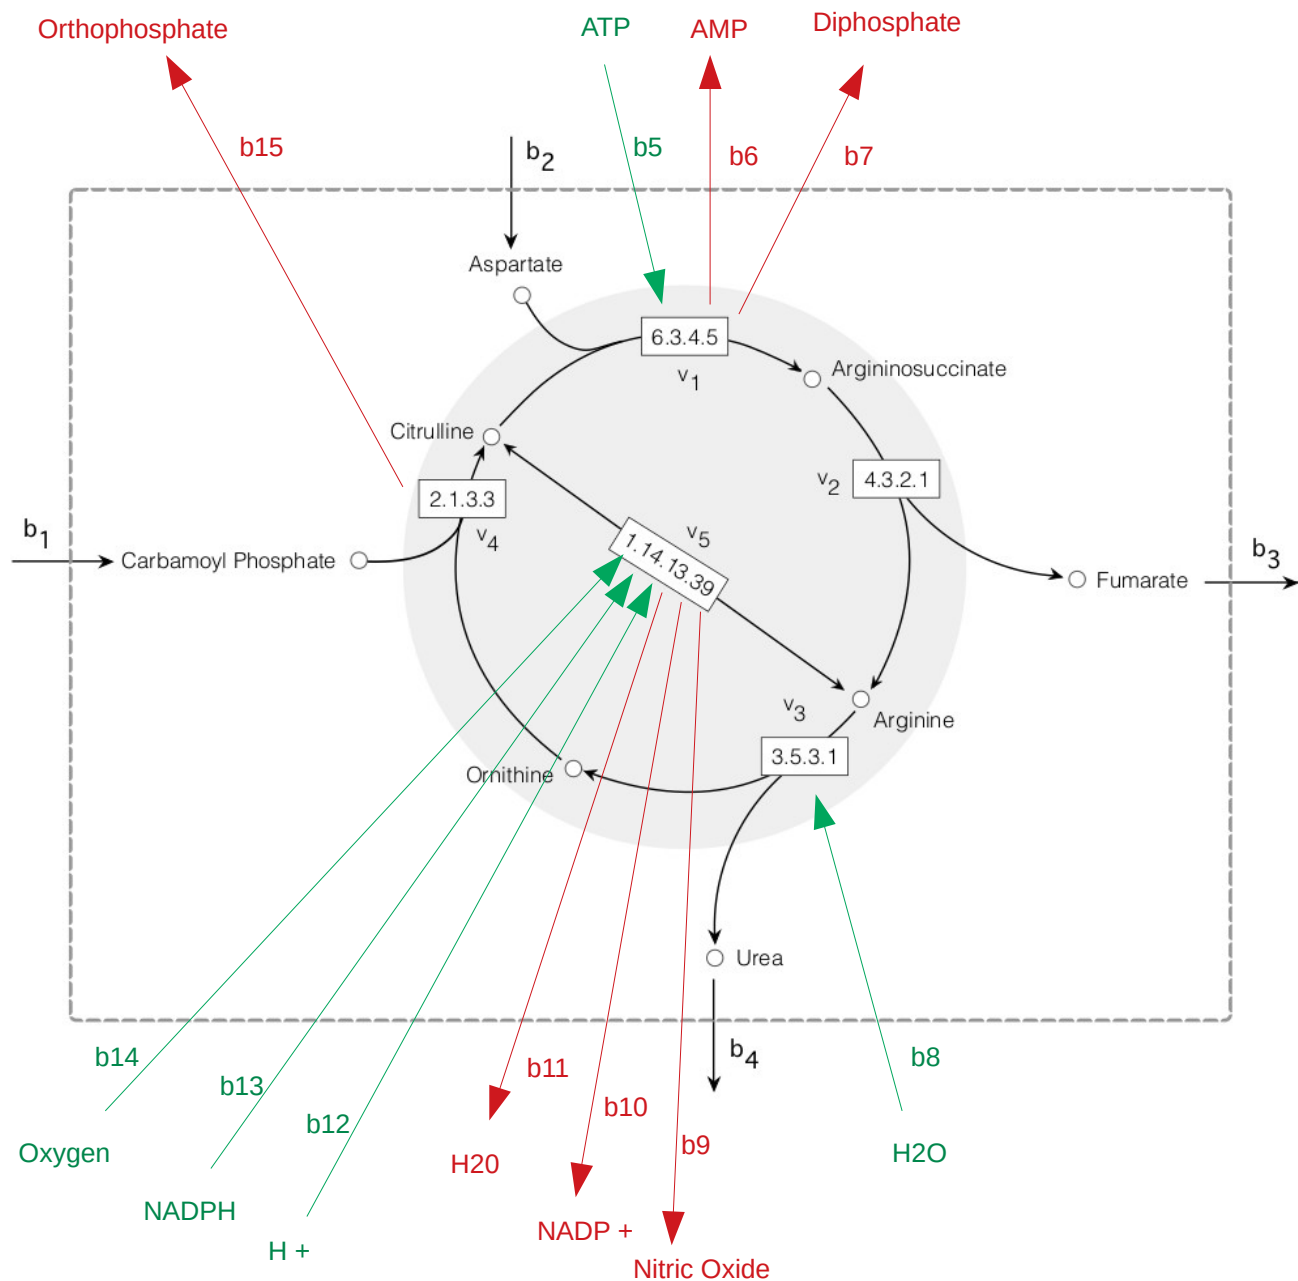 Orthophosphate
ATP
AMP
Diphosphate
b15
b2
b5
b6
b7
Aspartate
6.3.4.5
v1
Argininosuccinate
Citrulline
v2
4.3.2.1
2.1.3.3
v4
v5
1.14.13.39
b1
Carbamoyl Phosphate
b3
Fumarate
v3
Arginine
3.5.3.1
Ornithine
Urea
b4
b14
b13
b12
b11
b10
b9
b8
Oxygen
NADPH
H +
H20
NADP +
Nitric Oxide
H2O